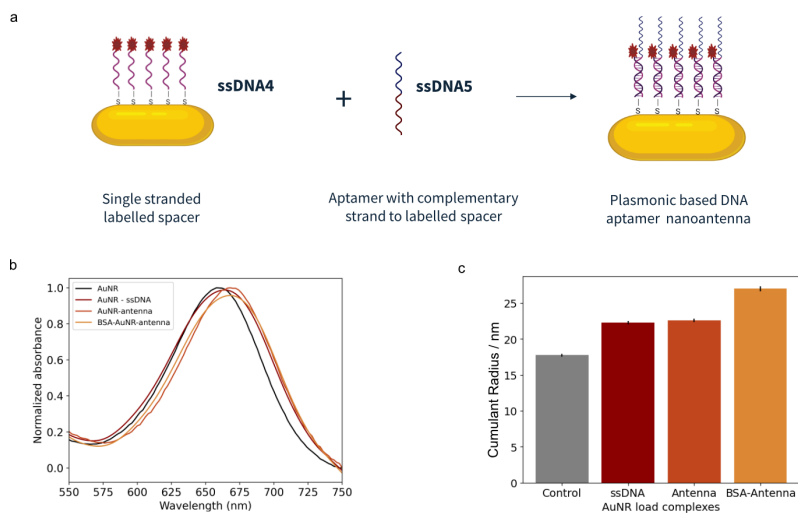 a
ssDNA4
+
ssDNA5
S S S S S
S S S S S
Single stranded
labelled spacer
Aptamer with complementary
strand to labelled spacer
Plasmonic based DNA
aptamer nanoantenna
b
AuNR
AuNR - ssDNA
AuNR-antenna
BSA-AuNR-antenna
Normalized absorbance
1.0
0.8
0.6
0.4
0.2
0.0
550 575 600 625 650 675 700 725 750
Wavelength (nm)
c
Cumulant Radius / nm
25
20
15
10
5
0
Control ssDNA Antenna BSA-Antenna
AuNR load complexes